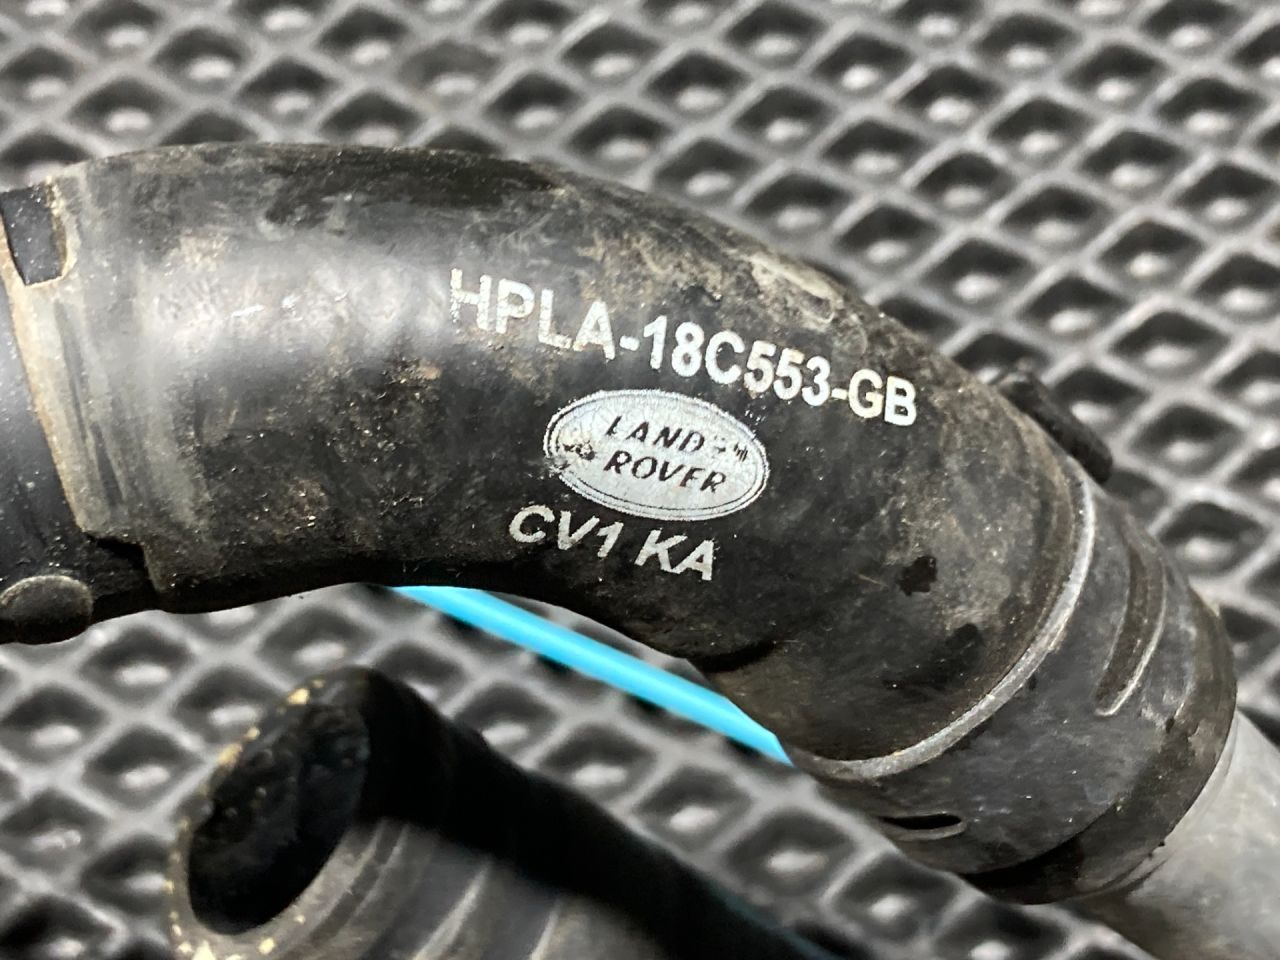 HPLA-18C553-GB
LAND
ROVER
CV1 KA